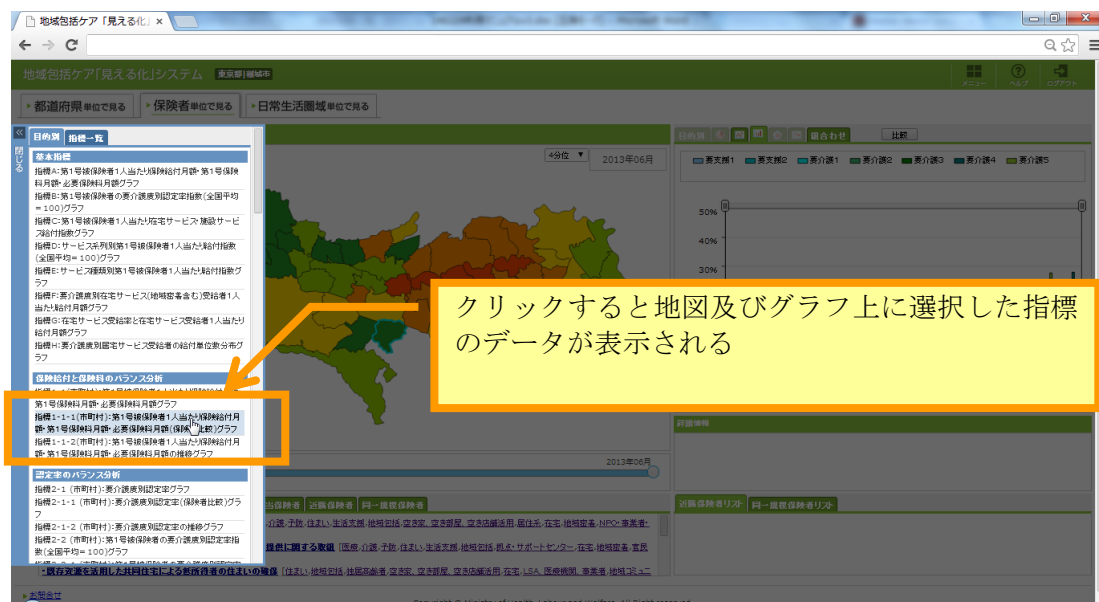 地域包括ケア「見える化」
地域包括ケア「見える化」システム 東京都|稲城市
メニュー ヘルプ ログアウト
都道府県単位で見る 保険者単位で見る 日常生活圏域単位で見る
閉じる
目的別 指標一覧
基本指標
指標A:第1号被保険者1人当たり保険給付月額・第1号保険
料月額・必要保険料月額グラフ
指標B:第1号被保険者の要介護度別認定率指数(全国平均
=100)グラフ
指標C:第1号被保険者1人当たり在宅サービス・施設サービ
ス給付指数グラフ
指標D:サービス系列別第1号被保険者1人当たり給付指数
(全国平均=100)グラフ
指標E:サービス種類別第1号被保険者1人当たり給付指数グ
ラフ
指標F:要介護度別在宅サービス(地域密着含む)受給者1人
当たり給付月額グラフ
指標G:在宅サービス受給率と在宅サービス受給者1人当たり
給付月額グラフ
指標H:要介護度別居宅サービス受給者の給付単位数分布グ
ラフ
保険給付と保険料のバランス分析
第1号保険料月額・必要保険料月額グラフ
指標1-1-1(市町村):第1号被保険者1人当たり保険給付月
額・第1号保険料月額・必要保険料月額(保険 比較)グラフ
指標1-1-2(市町村):第1号被保険者1人当たり保険給付月
額・第1号保険料月額・必要保険料月額の推移グラフ
認定率のバランス分析
指標2-1 (市町村):要介護度別認定率グラフ
指標2-1-1 (市町村):要介護度別認定率(保険者比較)グラ
フ
指標2-1-2 (市町村):要介護度別認定率の推移グラフ
指標2-2 (市町村):第1号被保険者の要介護度別認定率指
数(全国平均=100)グラフ
4分位 2013年06月
目的別 組合わせ 比較
要支援1 要支援2 要介護1 要介護2 要介護3 要介護4 要介護5
50%
40%
30%
クリックすると地図及びグラフ上に選択した指標
のデータが表示される
詳細情報
2013年06月
当保険者 近隣保険者 同一規模保険者
近隣保険者リスト 同一規模保険者リスト
・既存資源を活用した共同住宅による低所得者の住まいの確保
お問合せ
Copyright © Ministry of Health, Labour and Welfare, All Right reserved.